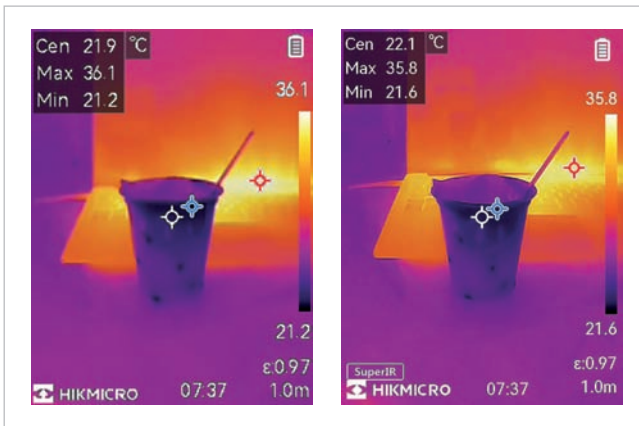 Cen 21.9 °C
Max 36.1
Min 21.2
36.1
21.2
ε:0.97
HIKMICRO 07:37 1.0m
Cen 22.1 °C
Max 35.8
Min 21.6
35.8
21.6
SuperIR
ε:0.97
HIKMICRO 07:37 1.0m